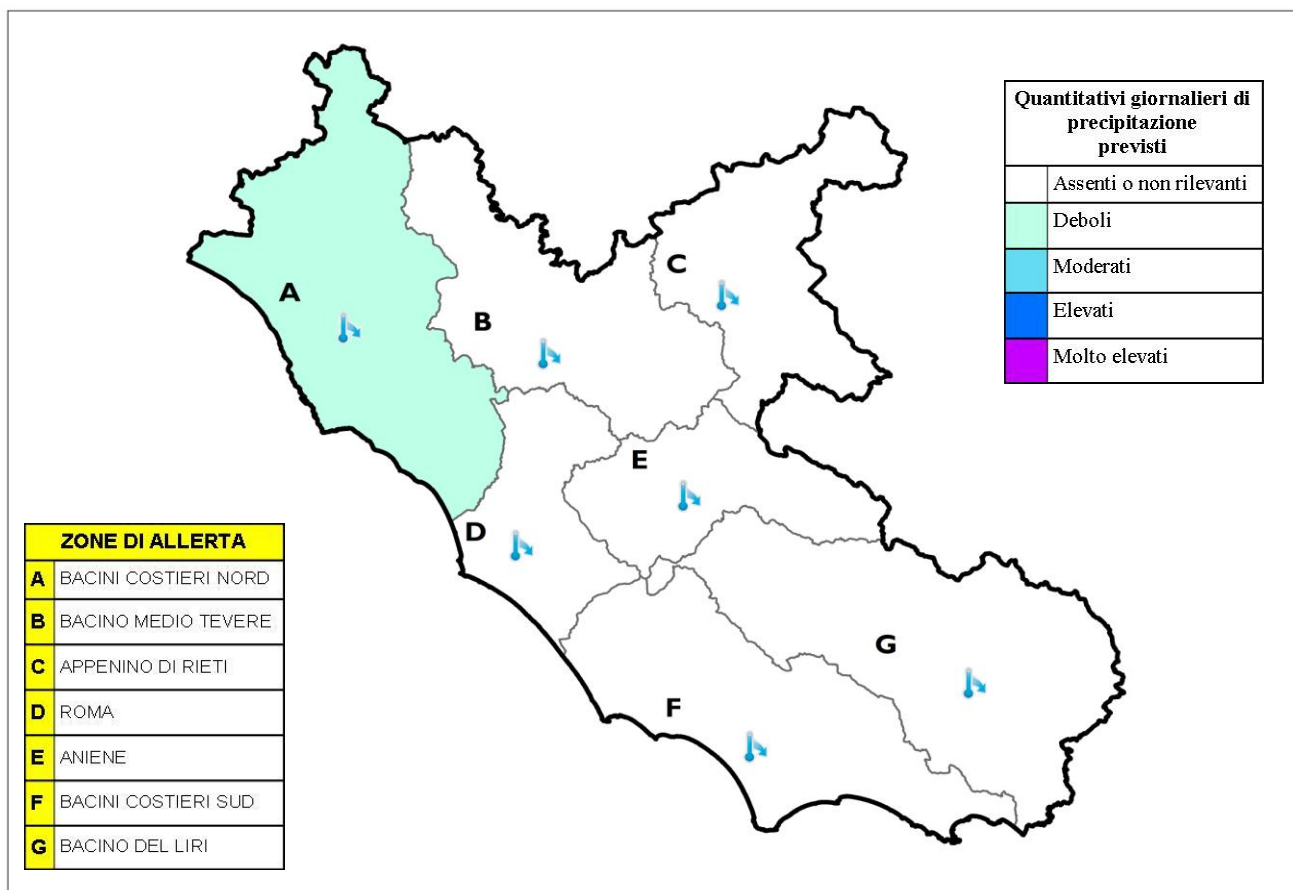 Quantitativi giornalieri di
precipitazione
previsti
Assenti o non rilevanti
Deboli
Moderati
Elevati
Molto elevati
A
B
C
D
E
F
G
ZONE DI ALLERTA
A BACINI COSTIERI NORD
B BACINO MEDIO TEVERE
C APPENINO DI RIETI
D ROMA
E ANIENE
F BACINI COSTIERI SUD
G BACINO DEL LIRI